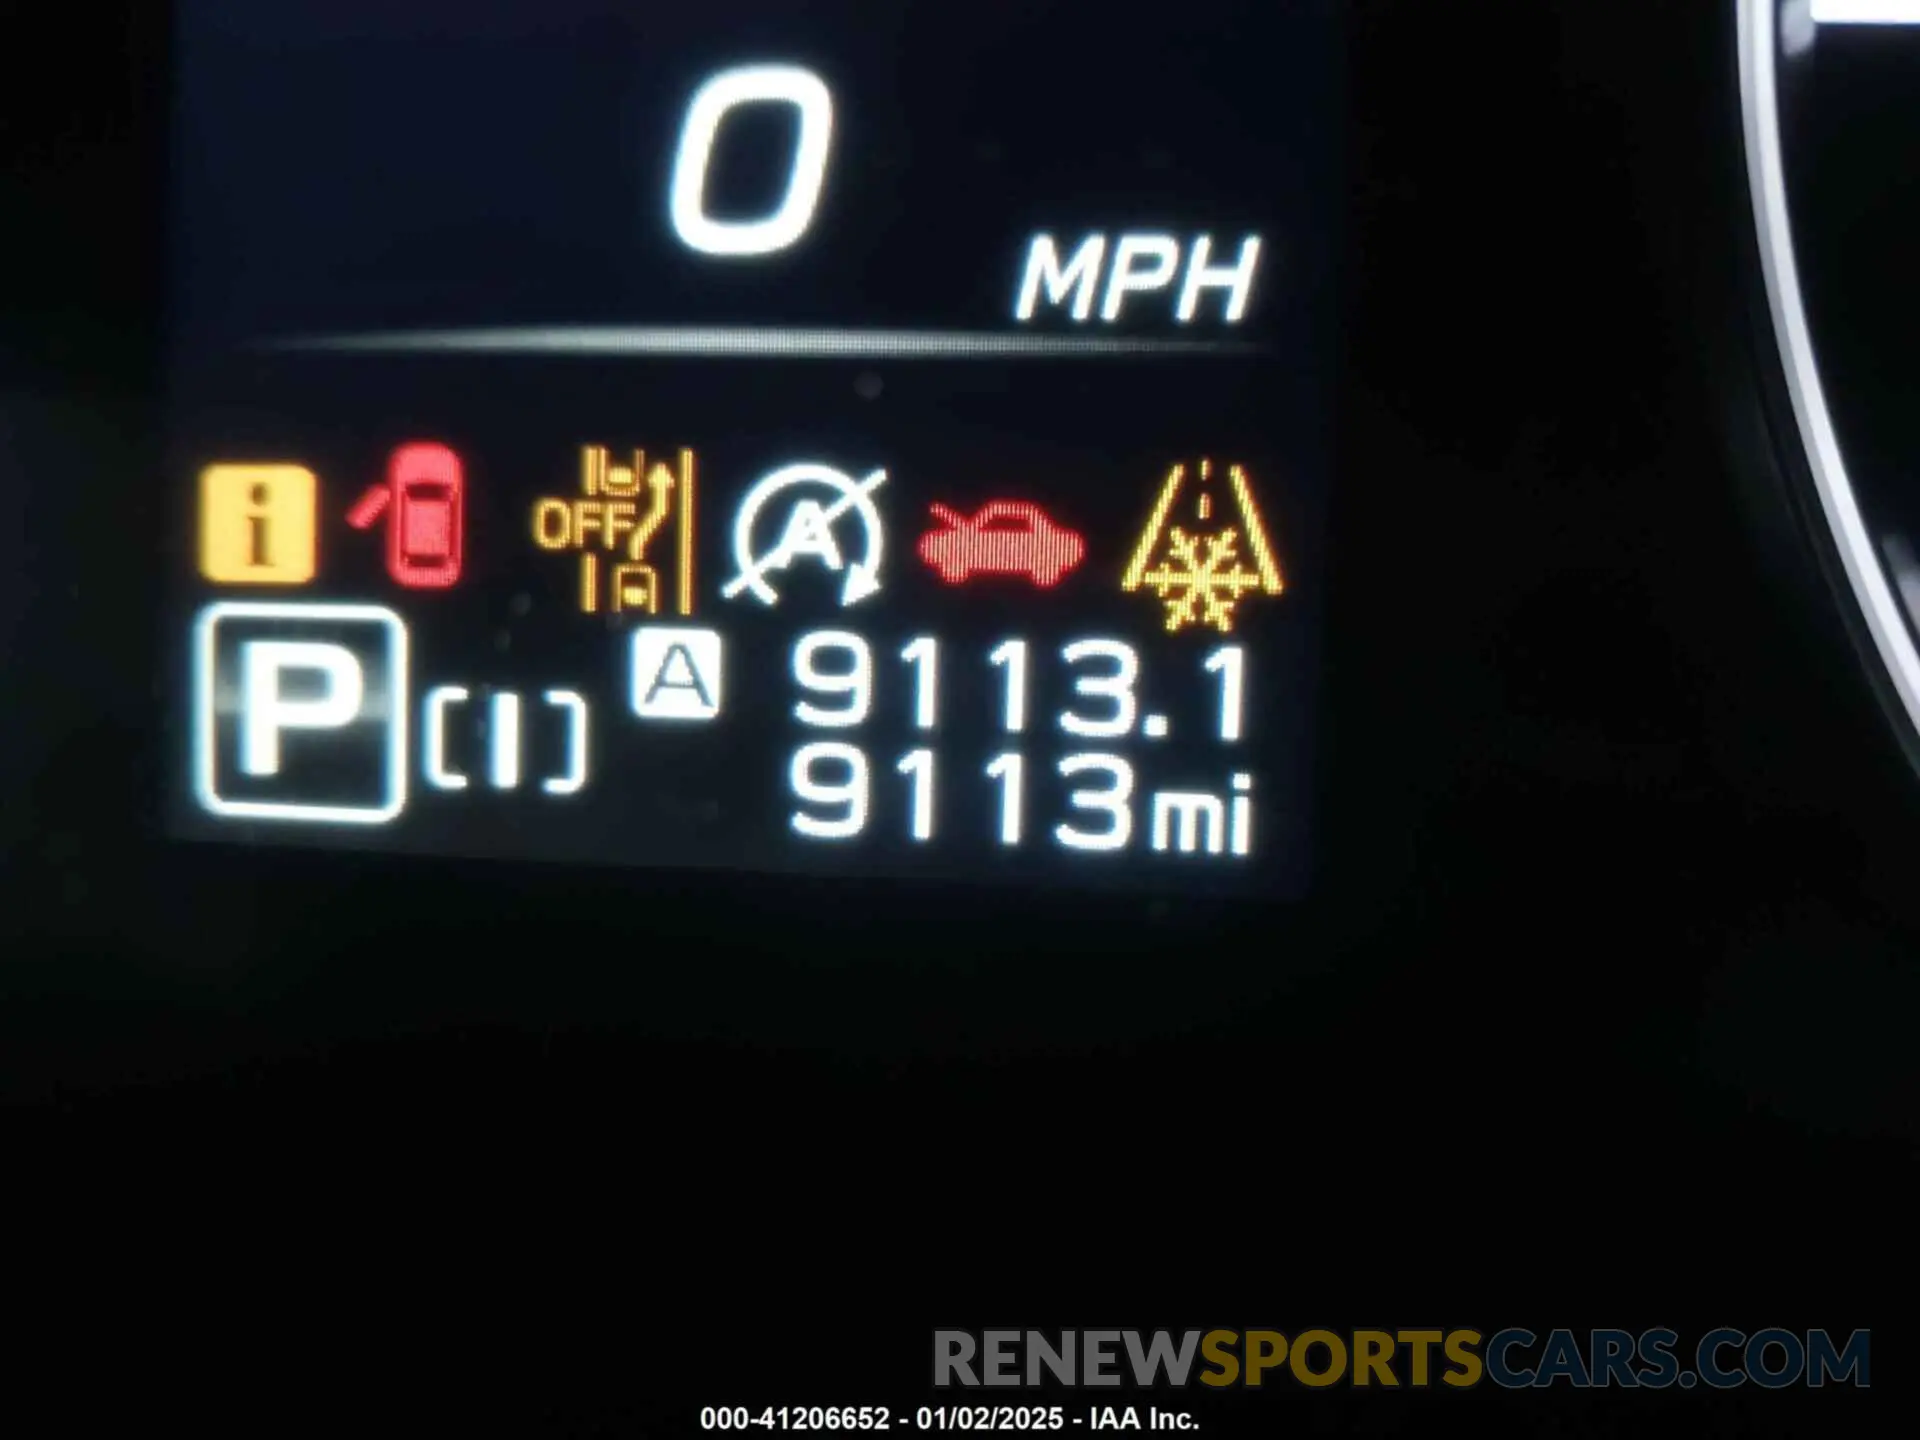 0
MPH
i OFF A
P [I] A 9113.1
9113mi
RENEWSPORTSCARS.COM
000-41206652 - 01/02/2025 - IAA Inc.